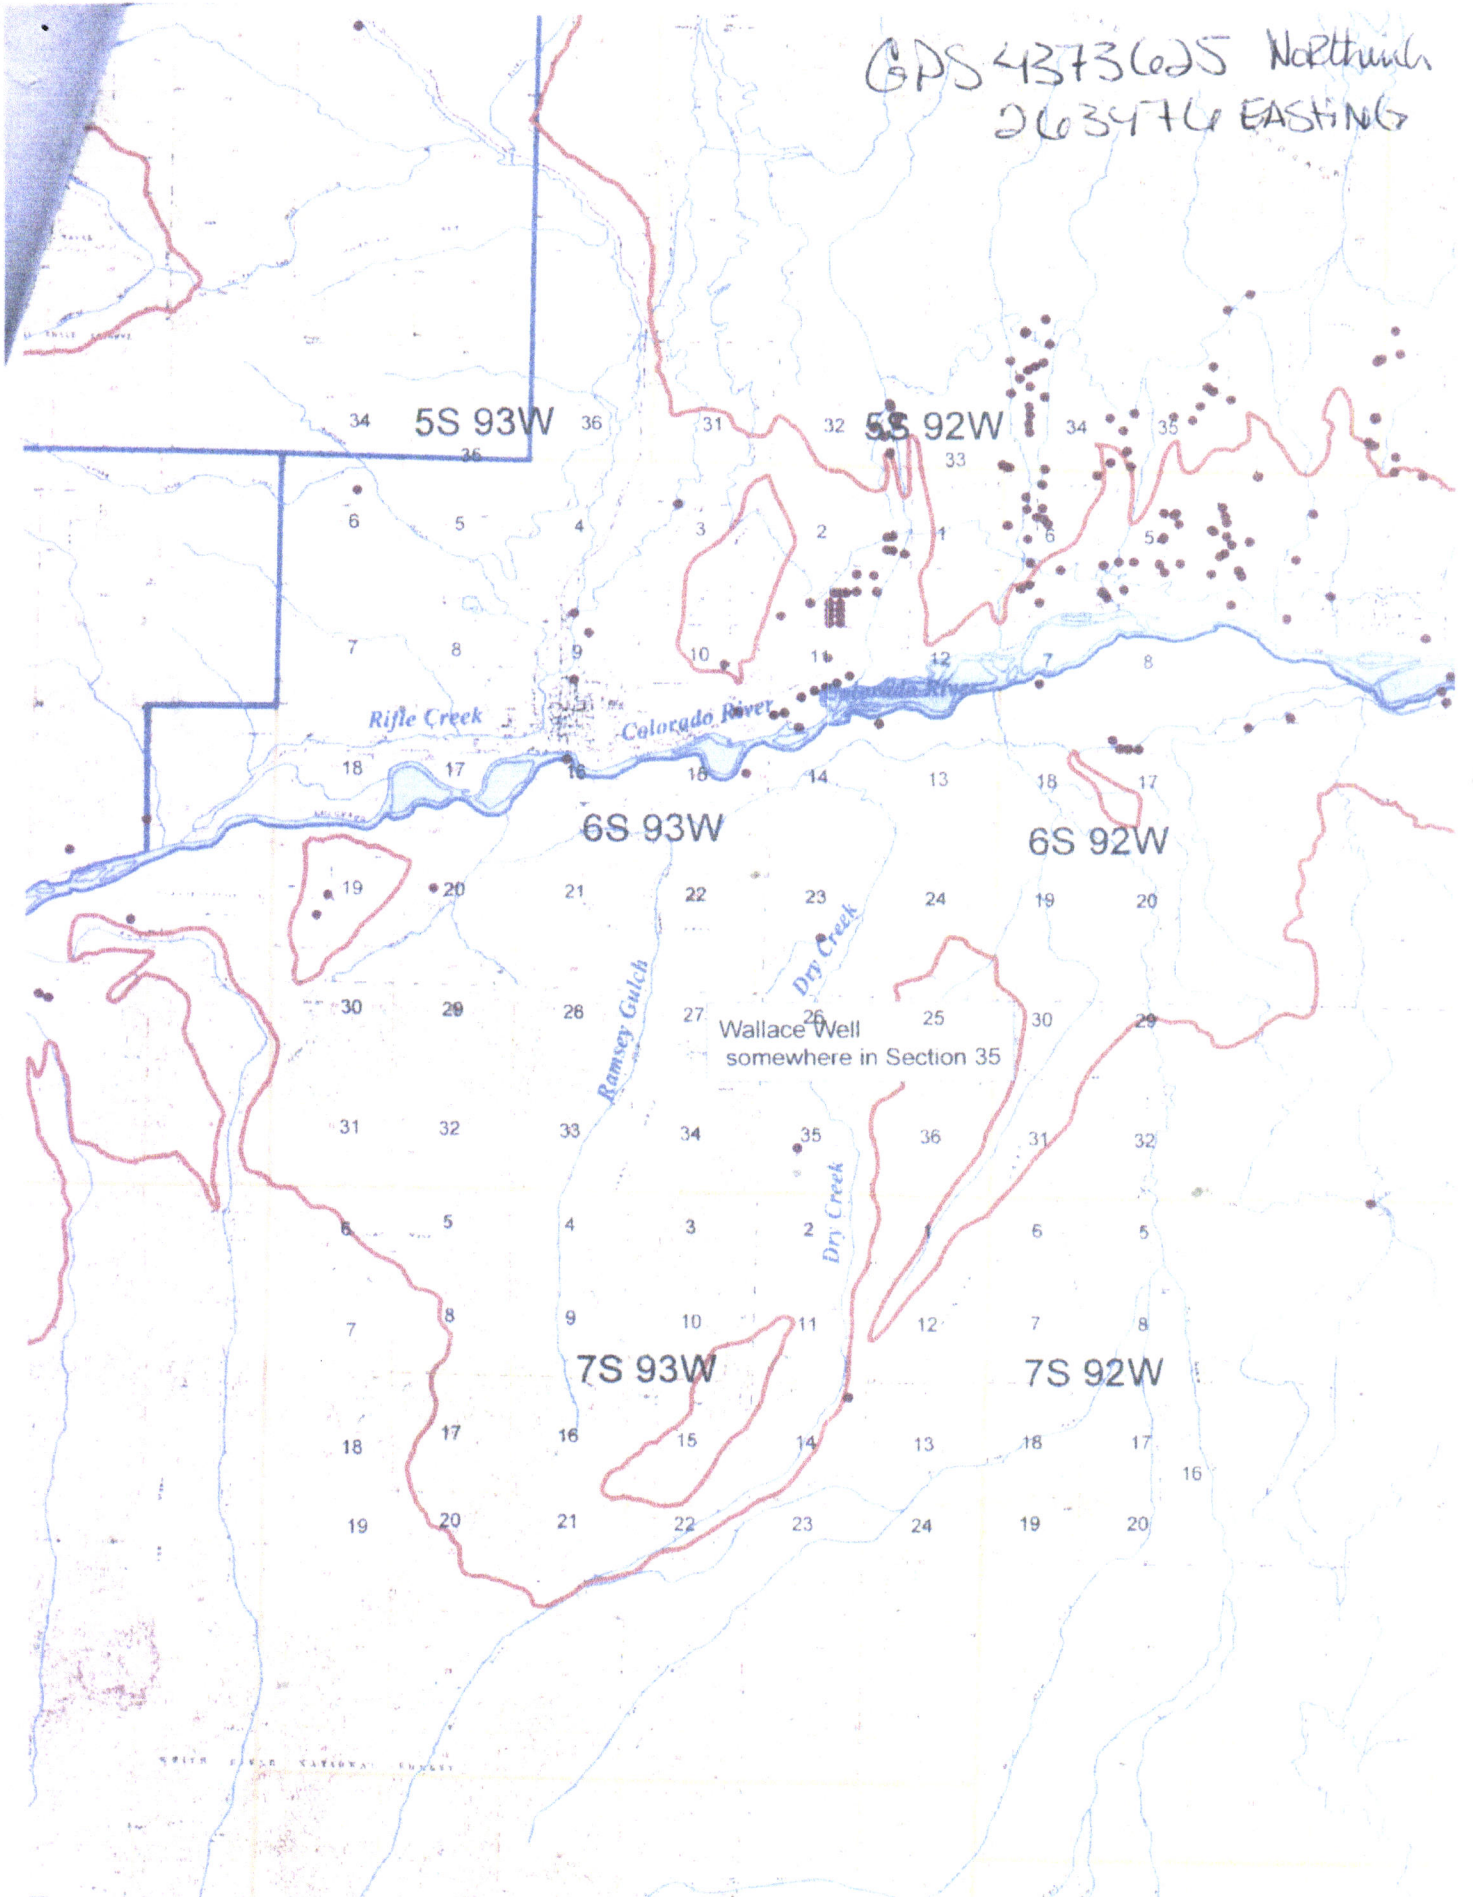 GPS 4373625 Northing
2634746 EASTING
34 5S 93W 36 31 32 5S 92W 34 35
36 33
6 5 4 3 2 1 6 5
7 8 9 10 11 12 7 8
Rifle Creek
Colorado River
18 17 16 15 14 13 18 17
6S 93W 6S 92W
19 20 21 22 23 24 19 20
Ramsey Gulch
Dry Creek
30 29 28 27 26 25 30 29
Wallace Well
somewhere in Section 35
31 32 33 34 35 36 31 32
Dry Creek
6 5 4 3 2 1 6 5
7 8 9 10 11 12 7 8
7S 93W 7S 92W
18 17 16 15 14 13 18 17
16
19 20 21 22 23 24 19 20
WHITE RIVER NATIONAL FOREST